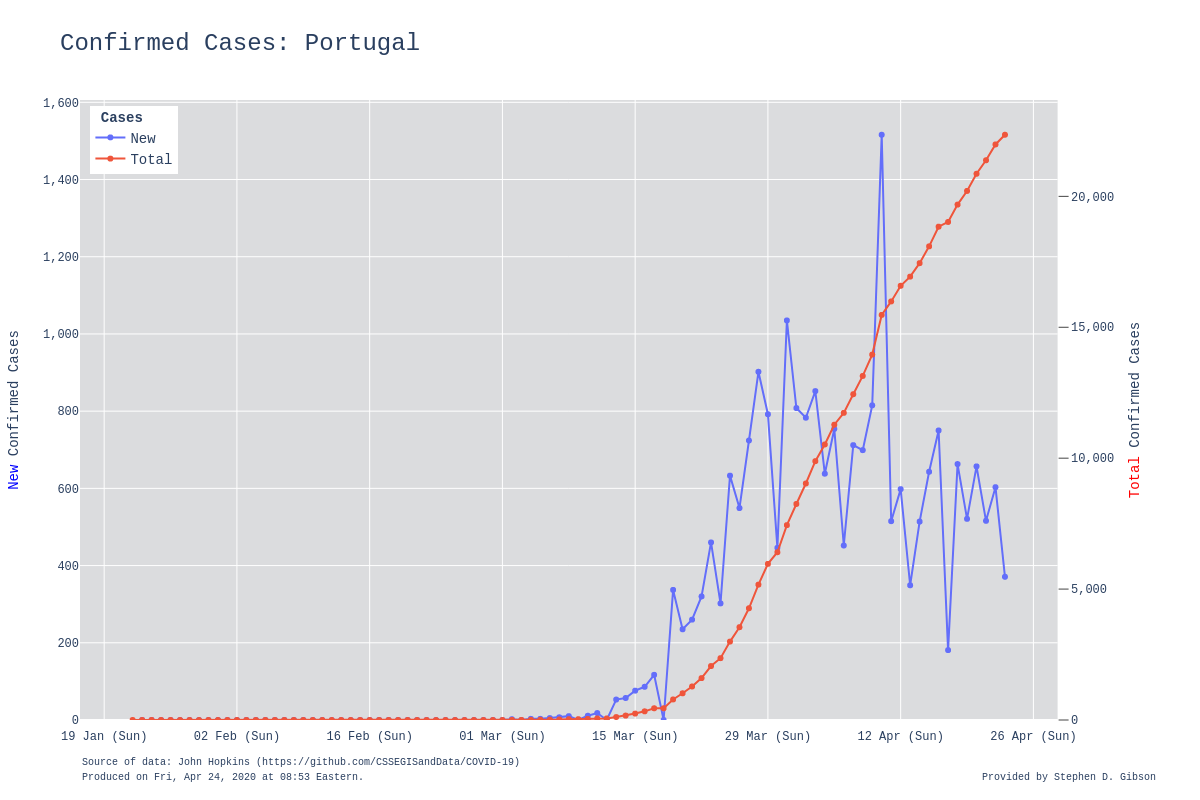 Confirmed Cases: Portugal
Cases
New
Total
1,600
1,400
1,200
1,000
800
600
400
200
0
New Confirmed Cases
20,000
15,000
10,000
5,000
0
Total Confirmed Cases
19 Jan (Sun)
02 Feb (Sun)
16 Feb (Sun)
01 Mar (Sun)
15 Mar (Sun)
29 Mar (Sun)
12 Apr (Sun)
26 Apr (Sun)
Source of data: John Hopkins (https://github.com/CSSEGISandData/COVID-19)
Produced on Fri, Apr 24, 2020 at 08:53 Eastern.
Provided by Stephen D. Gibson